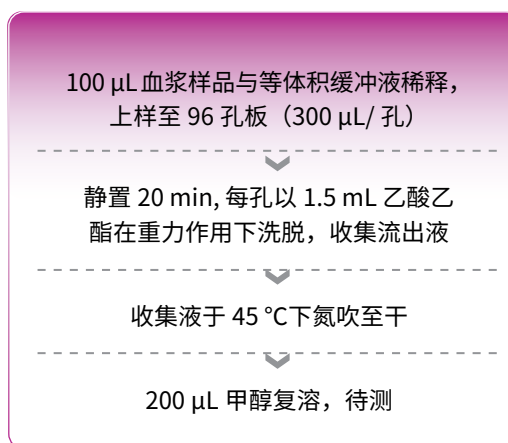 100 μL 血浆样品与等体积缓冲液稀释，
上样至 96 孔板（300 μL/ 孔）
静置 20 min, 每孔以 1.5 mL 乙酸乙
酯在重力作用下洗脱，收集流出液
收集液于 45 ℃下氮吹至干
200 μL 甲醇复溶，待测